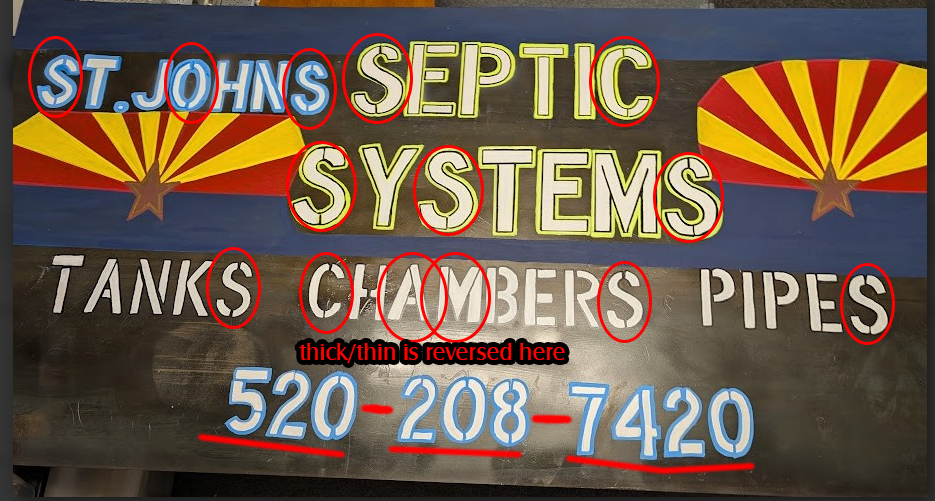 ST. JOHNS SEPTIC
SYSTEMS
TANKS CHAMBERS PIPES
thick/thin is reversed here
520-208-7420